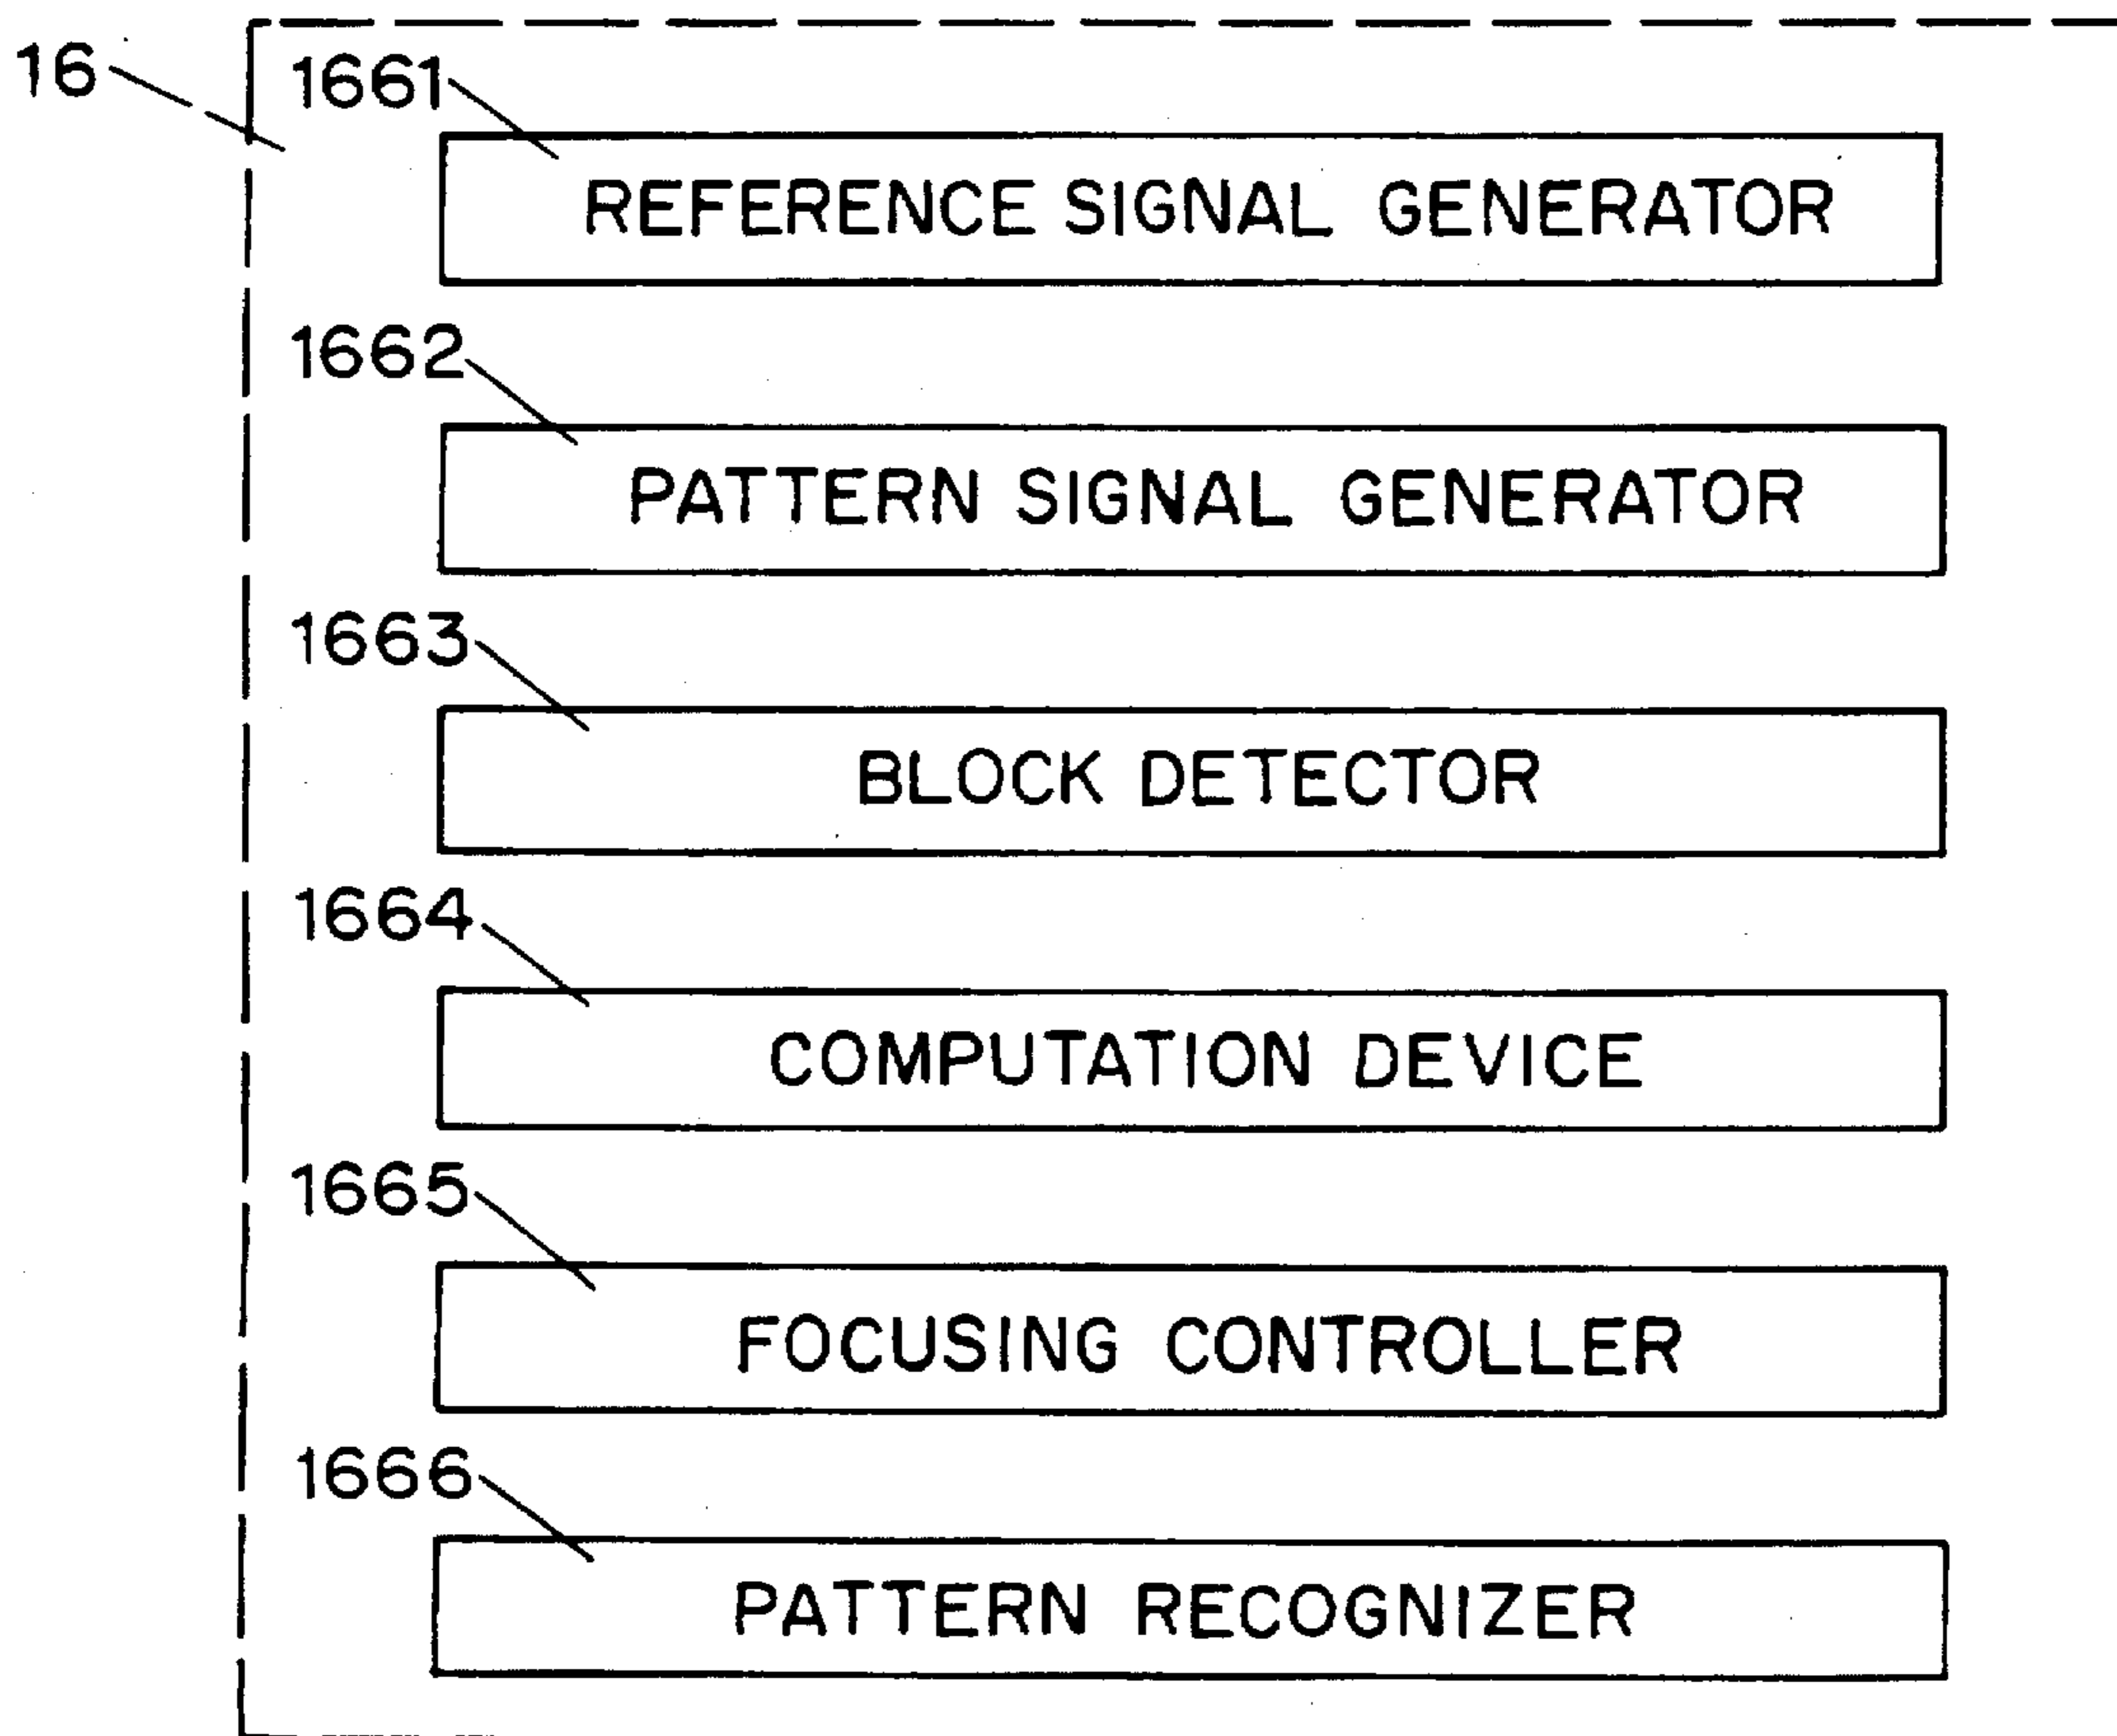 16
1661
REFERENCE SIGNAL GENERATOR
1662
PATTERN SIGNAL GENERATOR
1663
BLOCK DETECTOR
1664
COMPUTATION DEVICE
1665
FOCUSING CONTROLLER
1666
PATTERN RECOGNIZER